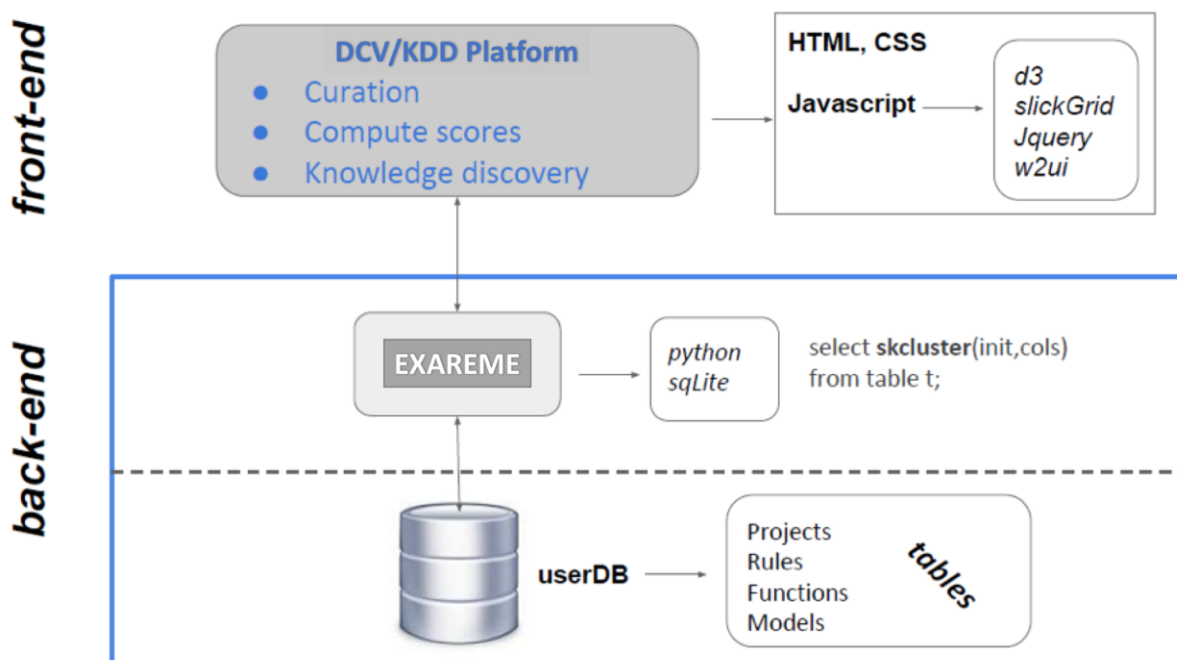 front-end
DCV/KDD Platform
● Curation
● Compute scores
● Knowledge discovery
HTML, CSS
Javascript
d3
slickGrid
Jquery
w2ui
back-end
EXAREME
python
sqLite
select skcluster(init,cols)
from table t;
userDB
Projects
Rules
Functions
Models
tables